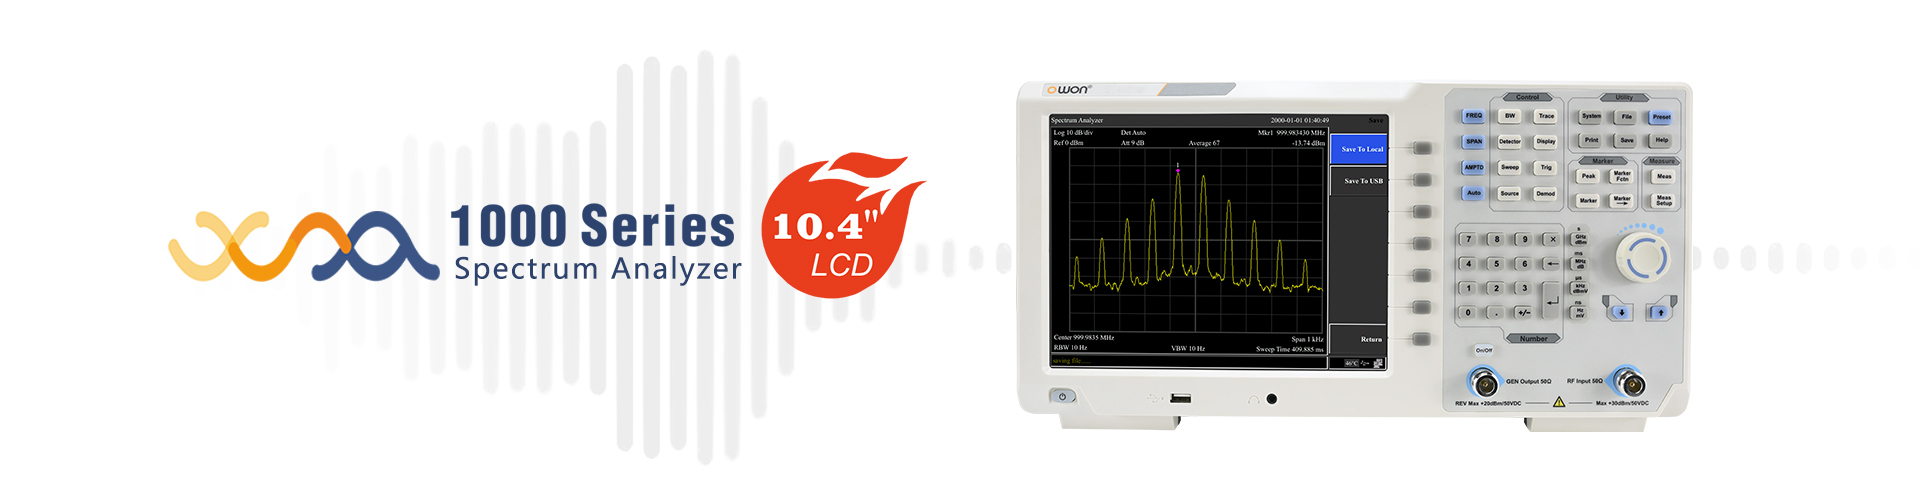 XSA
1000 Series
Spectrum Analyzer
10.4"
LCD
OWON®
Spectrum Analyzer 2000-01-01 01:40:49 Save
Log 10 dB/div Det Auto Mkr1 999.983430 MHz
Ref 0 dBm Att 9 dB Average 67 -13.74 dBm
1
Save To Local
Save To USB
Return
Center 999.9835 MHz Span 1 kHz
RBW 10 Hz VBW 10 Hz Sweep Time 409.885 ms
saving file.....
46°C
Control
FREQ BW Trace
SPAN Detector Display
AMPTD Sweep Trig
Auto Source Demod
Utility
System File Preset
Print Save Help
Marker
Peak Marker Fctn
Marker Marker →
Measure
Meas
Meas Setup
7 8 9 ×
4 5 6 ←
1 2 3 ↵
0 . +/-
s
GHz
dBm
ms
MHz
dB
µs
kHz
dBmV
ns
Hz
mV
Number
On/Off
GEN Output 50Ω RF Input 50Ω
REV Max +20dBm/50VDC Max +30dBm/50VDC